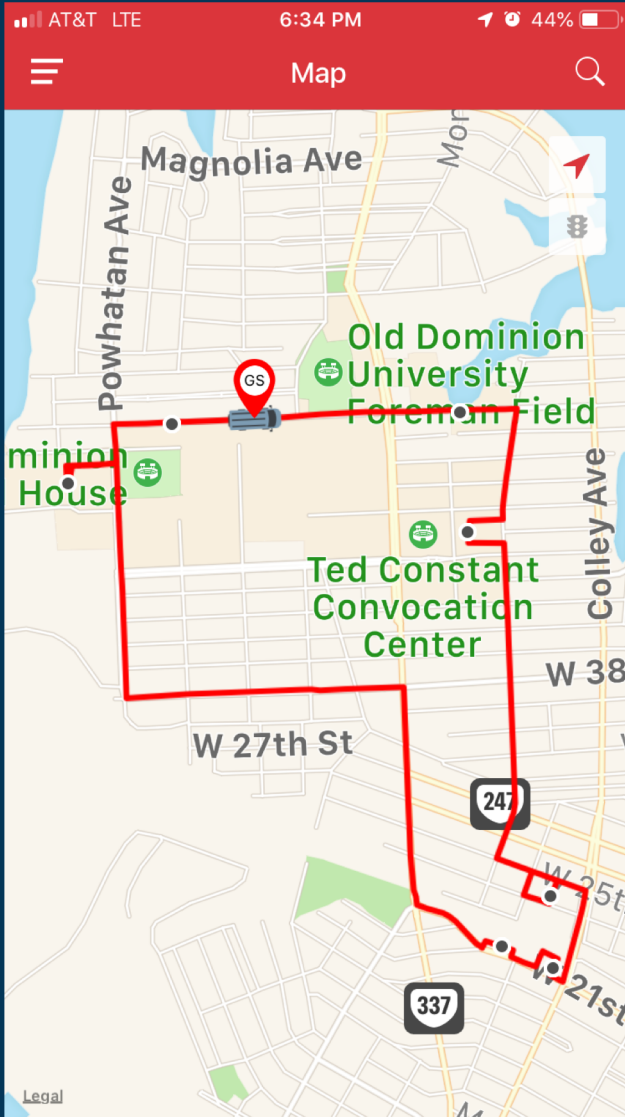 AT&T LTE 6:34 PM 44%
Map
Mor
Magnolia Ave
Powhatan Ave
Old Dominion
University
Foreman Field
GS
minion
House
Colley Ave
Ted Constant
Convocation
Center
W 38
W 27th St
247
W 25t
W 21st
337
Legal